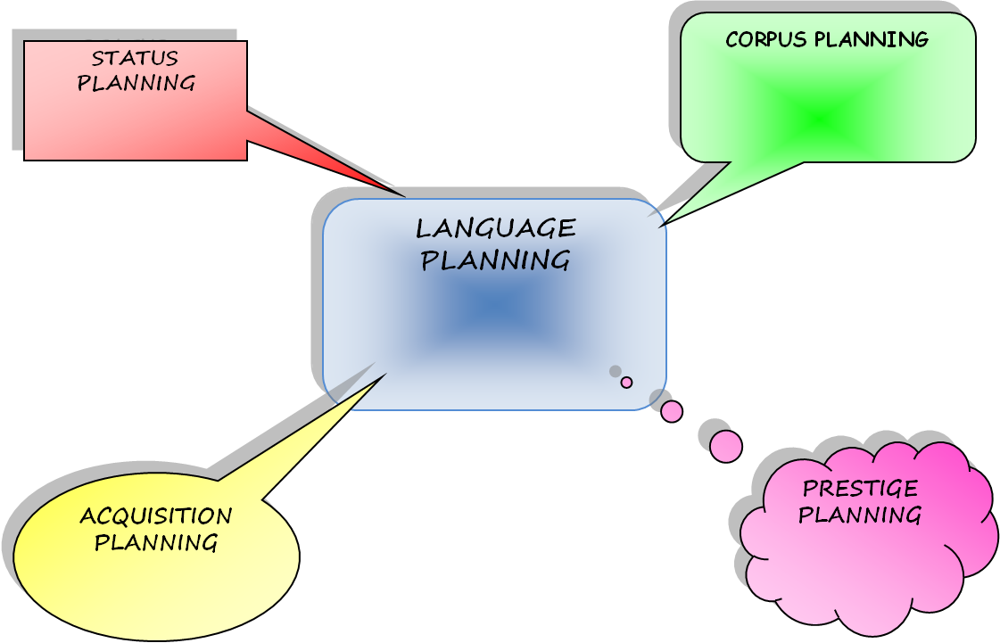 STATUS
PLANNING
CORPUS PLANNING
LANGUAGE
PLANNING
ACQUISITION
PLANNING
PRESTIGE
PLANNING